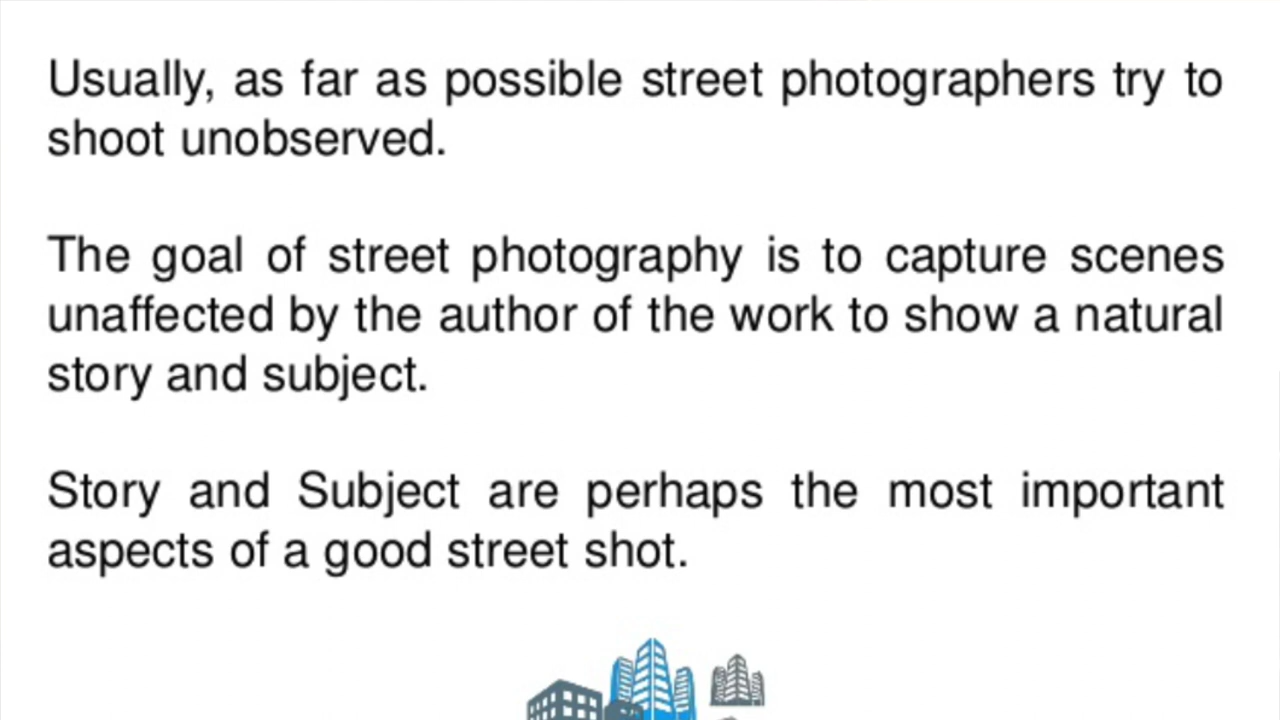 Usually, as far as possible street photographers try to
shoot unobserved.
The goal of street photography is to capture scenes
unaffected by the author of the work to show a natural
story and subject.
Story and Subject are perhaps the most important
aspects of a good street shot.